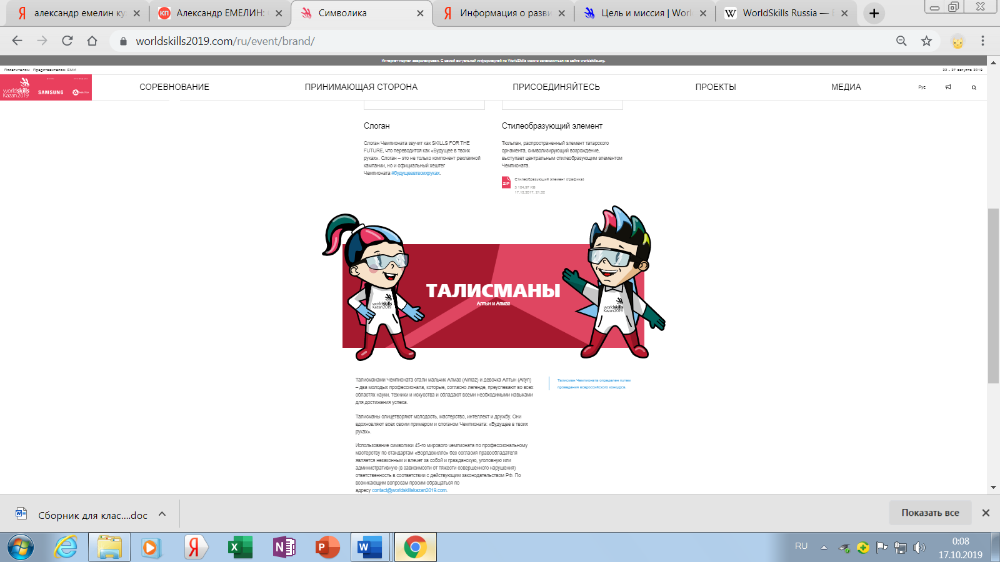 александр емелин ку
Александр ЕМЕЛИН:
Символика
Информация о разви
Цель и миссия | Worl
WorldSkills Russia —
worldskills2019.com/ru/event/brand/
Интернет-портал заархивирован. С самой актуальной информацией по WorldSkills можно ознакомиться на сайте worldskills.org.
Посетителям Представителям СМИ
22 - 27 августа 2019
worldskills
Kazan 2019
SAMSUNG
СОРЕВНОВАНИЕ
ПРИНИМАЮЩАЯ СТОРОНА
ПРИСОЕДИНЯЙТЕСЬ
ПРОЕКТЫ
МЕДИА
Рус
Слоган
Слоган Чемпионата звучит как SKILLS FOR THE
FUTURE, что переводится как «Будущее в твоих
руках». Слоган – это не только компонент рекламной
кампании, но и официальный хештег
Чемпионата #будущеевтвоихруках.
Стилеобразующий элемент
Тюльпан, распространенный элемент татарского
орнамента, символизирующий возрождение,
выступает центральным стилеобразующим элементом
Чемпионата.
ZIP
Стилеобразующий элемент (графика)
5 154,97 KB
17.12.2017, 21:22
ТАЛИСМАНЫ
Алтын и Алмаз
worldskills
Kazan 2019
worldskills
Kazan 2019
Талисманами Чемпионата стали мальчик Алмаз (Almaz) и девочка Алтын (Altyn)
– два молодых профессионала, которые, согласно легенде, преуспевают во всех
областях науки, техники и искусства и обладают всеми необходимыми навыками
для достижения успеха.
Талисманы олицетворяют молодость, мастерство, интеллект и дружбу. Они
вдохновляют всех своим примером и слоганом Чемпионата: «Будущее в твоих
руках».
Использование символики 45-го мирового чемпионата по профессиональному
мастерству по стандартам «Ворлдскиллс» без согласия правообладателя
является незаконным и влечет за собой и гражданскую, уголовную или
административную (в зависимости от тяжести совершенного нарушения)
ответственность в соответствии с действующим законодательством РФ. По
возникающим вопросам просим обращаться по
адресу contact@worldskillskazan2019.com.
Талисман Чемпионата определен путем
проведения всероссийского конкурса.
Сборник для клас....doc
Показать все
RU
0:08
17.10.2019